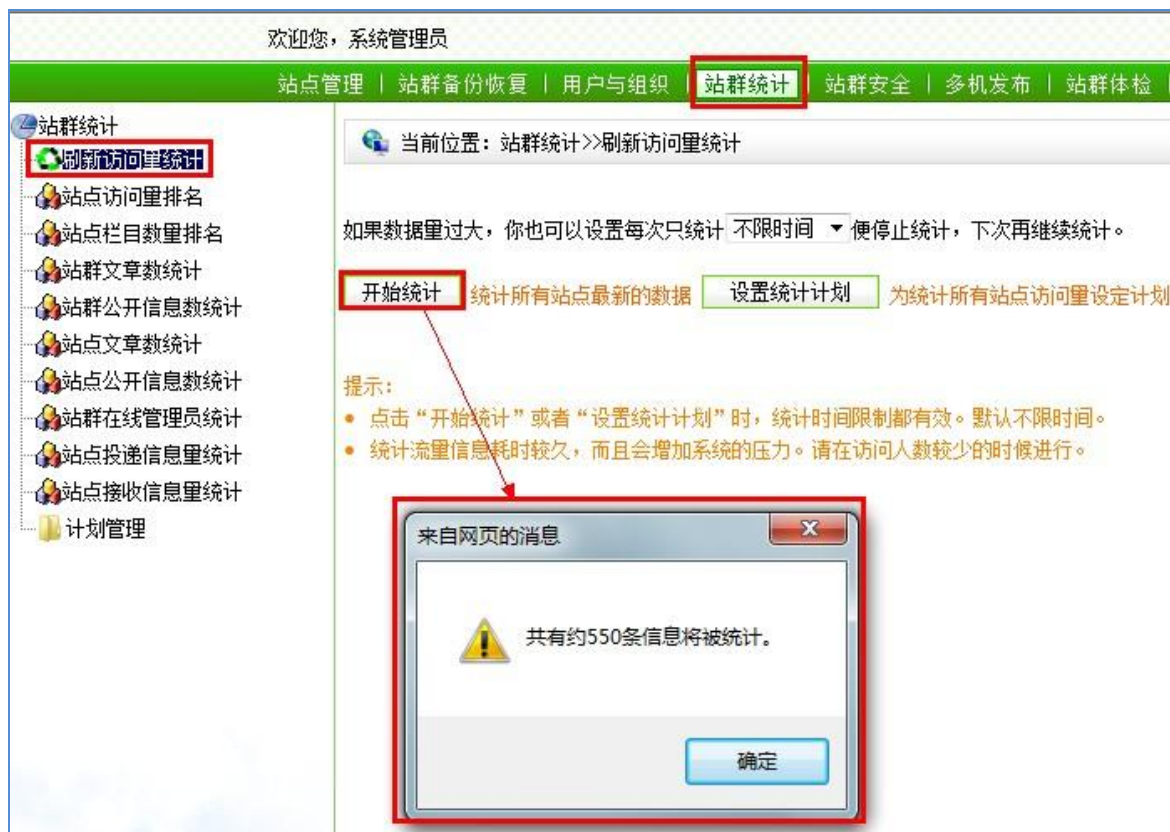 欢迎您，系统管理员
站点管理 | 站群备份恢复 | 用户与组织 | 站群统计 | 站群安全 | 多机发布 | 站群体检 |
站群统计
刷新访问量统计
站点访问量排名
站点栏目数量排名
站群文章数统计
站群公开信息数统计
站点文章数统计
站点公开信息数统计
站群在线管理员统计
站点投递信息量统计
站点接收信息量统计
计划管理
当前位置：站群统计>>刷新访问量统计
如果数据量过大，你也可以设置每次只统计 不限时间 便停止统计，下次再继续统计。
开始统计 统计所有站点最新的数据 设置统计计划 为统计所有站点访问量设定计划
提示：
• 点击“开始统计”或者“设置统计计划”时，统计时间限制都有效。默认不限时间。
• 统计流量信息耗时较久，而且会增加系统的压力。请在访问人数较少的时候进行。
来自网页的消息
共有约550条信息将被统计。
确定